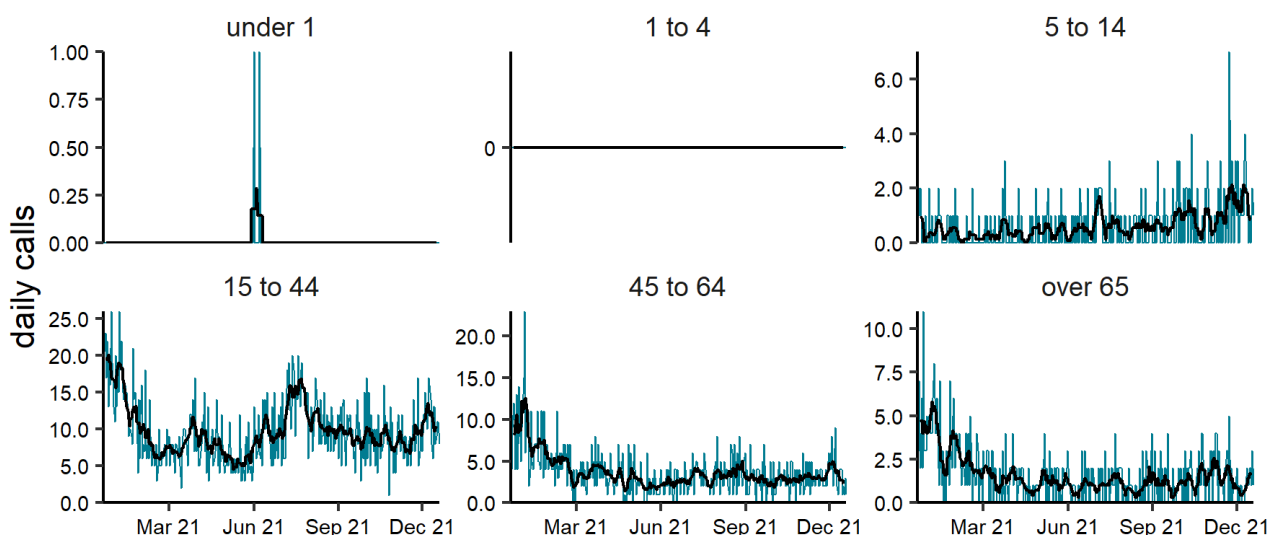 daily calls
under 1
1 to 4
5 to 14
1.00
0.75
0.50
0.25
0.00
0
6.0
4.0
2.0
0.0
15 to 44
45 to 64
over 65
25.0
20.0
15.0
10.0
5.0
0.0
20.0
15.0
10.0
5.0
0.0
10.0
7.5
5.0
2.5
0.0
Mar 21 Jun 21 Sep 21 Dec 21
Mar 21 Jun 21 Sep 21 Dec 21
Mar 21 Jun 21 Sep 21 Dec 21